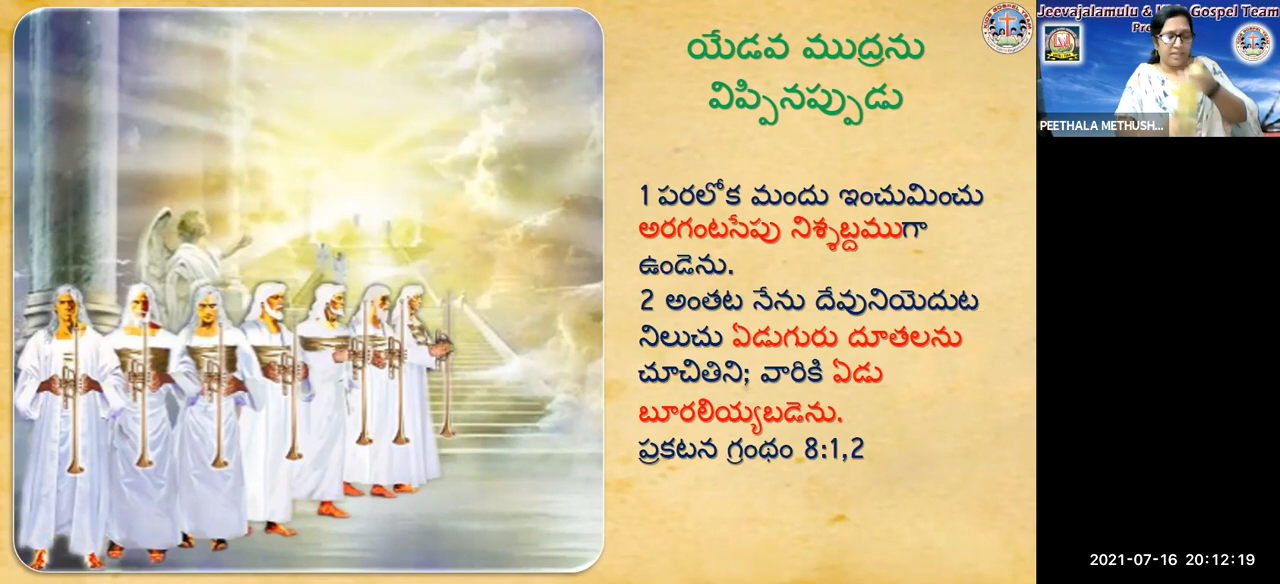 యేడవ ముద్రను
విప్పినప్పుడు
1 పరలోక మందు ఇంచుమించు
అరగంటసేపు నిశ్శబ్దముగా
ఉండెను.
2 అంతట నేను దేవునియెదుట
నిలుచు ఏడుగురు దూతలను
చూచితిని; వారికి ఏడు
బూరలియ్యబడెను.
ప్రకటన గ్రంథం 8:1,2
Jeevajalamulu & Gospel Team
PEETHALA METHUSH...
2021-07-16 20:12:19